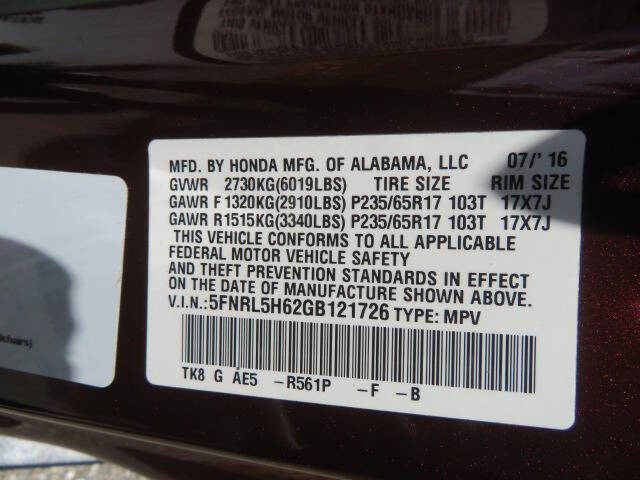 MFD. BY HONDA MFG. OF ALABAMA, LLC 07/' 16
GVWR 2730KG(6019LBS) TIRE SIZE RIM SIZE
GAWR F 1320KG(2910LBS) P235/65R17 103T 17X7J
GAWR R1515KG(3340LBS) P235/65R17 103T 17X7J
THIS VEHICLE CONFORMS TO ALL APPLICABLE
FEDERAL MOTOR VEHICLE SAFETY
AND THEFT PREVENTION STANDARDS IN EFFECT
ON THE DATE OF MANUFACTURE SHOWN ABOVE.
V.I.N.: 5FNRL5H62GB121726 TYPE: MPV
TK8 G AE5 -R561P -F -B